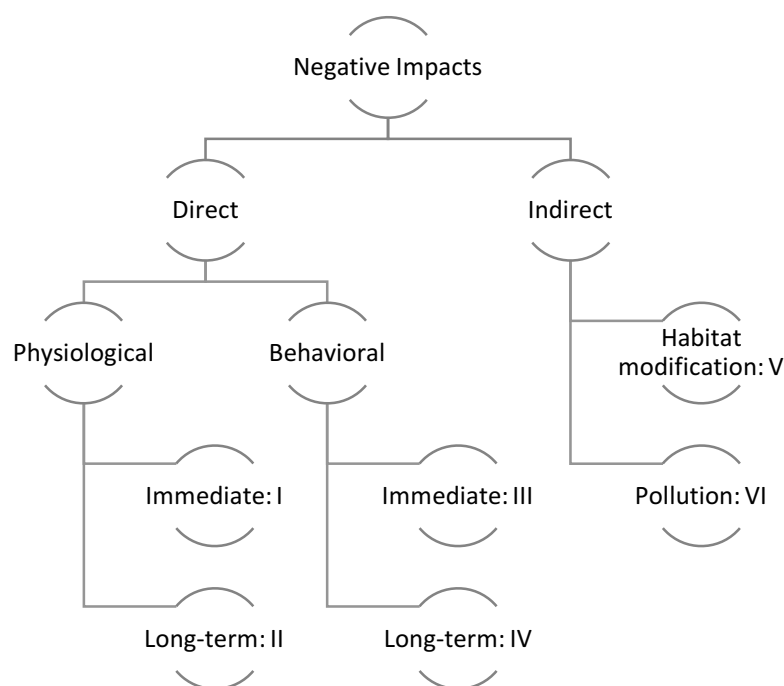 Negative Impacts
Direct
Indirect
Physiological
Behavioral
Habitat
modification: V
Immediate: I
Immediate: III
Pollution: VI
Long-term: II
Long-term: IV